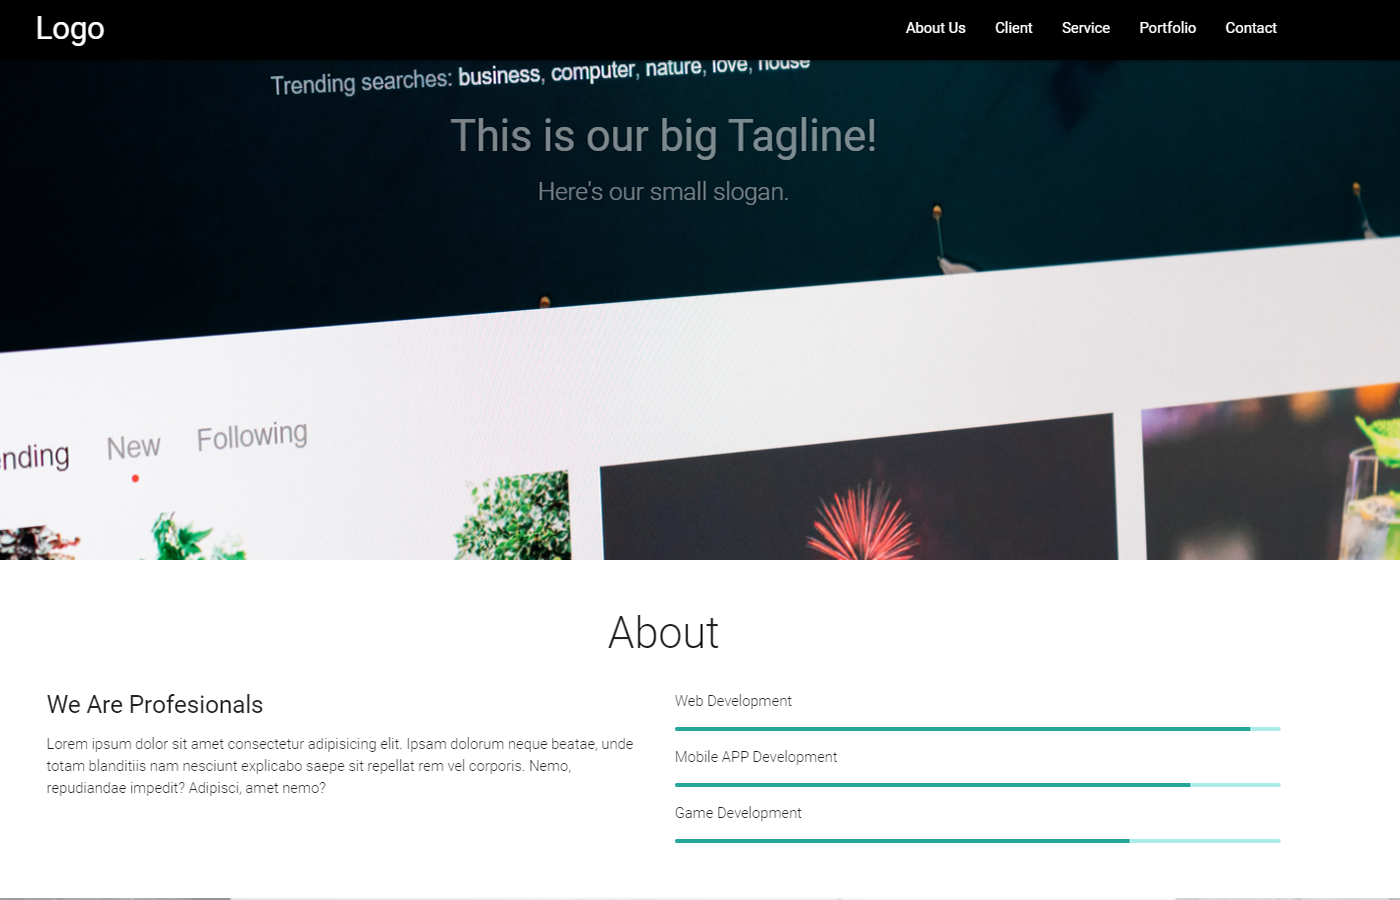 Logo
About Us
Client
Service
Portfolio
Contact
Trending searches: business, computer, nature, love, house
This is our big Tagline!
Here's our small slogan.
New
Following
About
We Are Profesionals
Lorem ipsum dolor sit amet consectetur adipisicing elit. Ipsam dolorum neque beatae, unde
totam blanditiis nam nesciunt explicabo saepe sit repellat rem vel corporis. Nemo,
repudiandae impedit? Adipisci, amet nemo?
Web Development
Mobile APP Development
Game Development